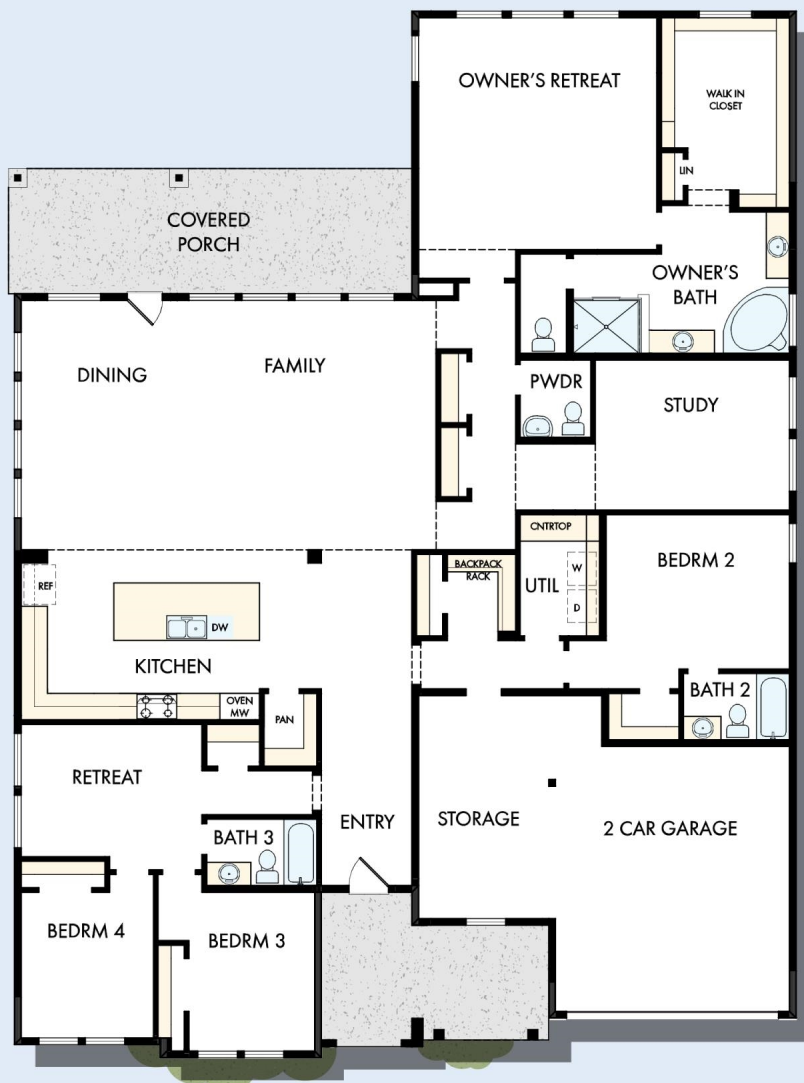 OWNER'S RETREAT
WALK IN
CLOSET
LIN
COVERED
PORCH
OWNER'S
BATH
DINING
FAMILY
PWDR
STUDY
CNTRTOP
BACKPACK
RACK
W
BEDRM 2
REF
UTIL
D
DW
KITCHEN
BATH 2
OVEN
MW
PAN
RETREAT
ENTRY
STORAGE
2 CAR GARAGE
BATH 3
BEDRM 4
BEDRM 3